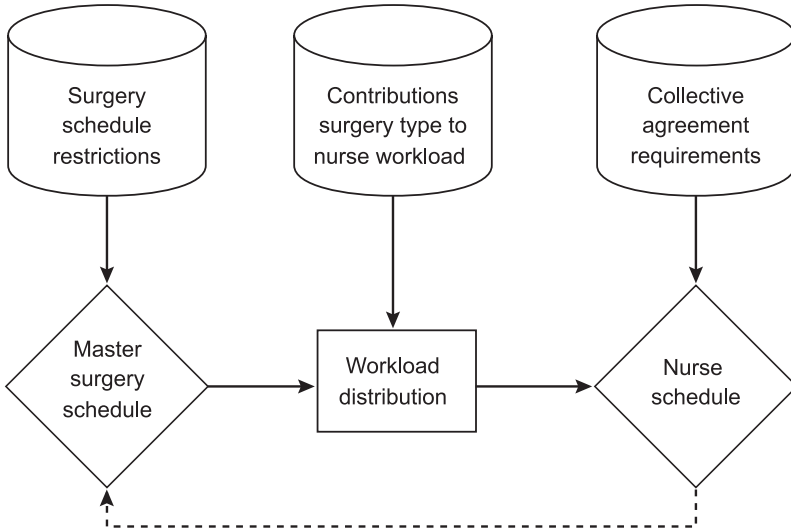 Surgery
schedule
restrictions
Contributions
surgery type to
nurse workload
Collective
agreement
requirements
Master
surgery
schedule
Workload
distribution
Nurse
schedule